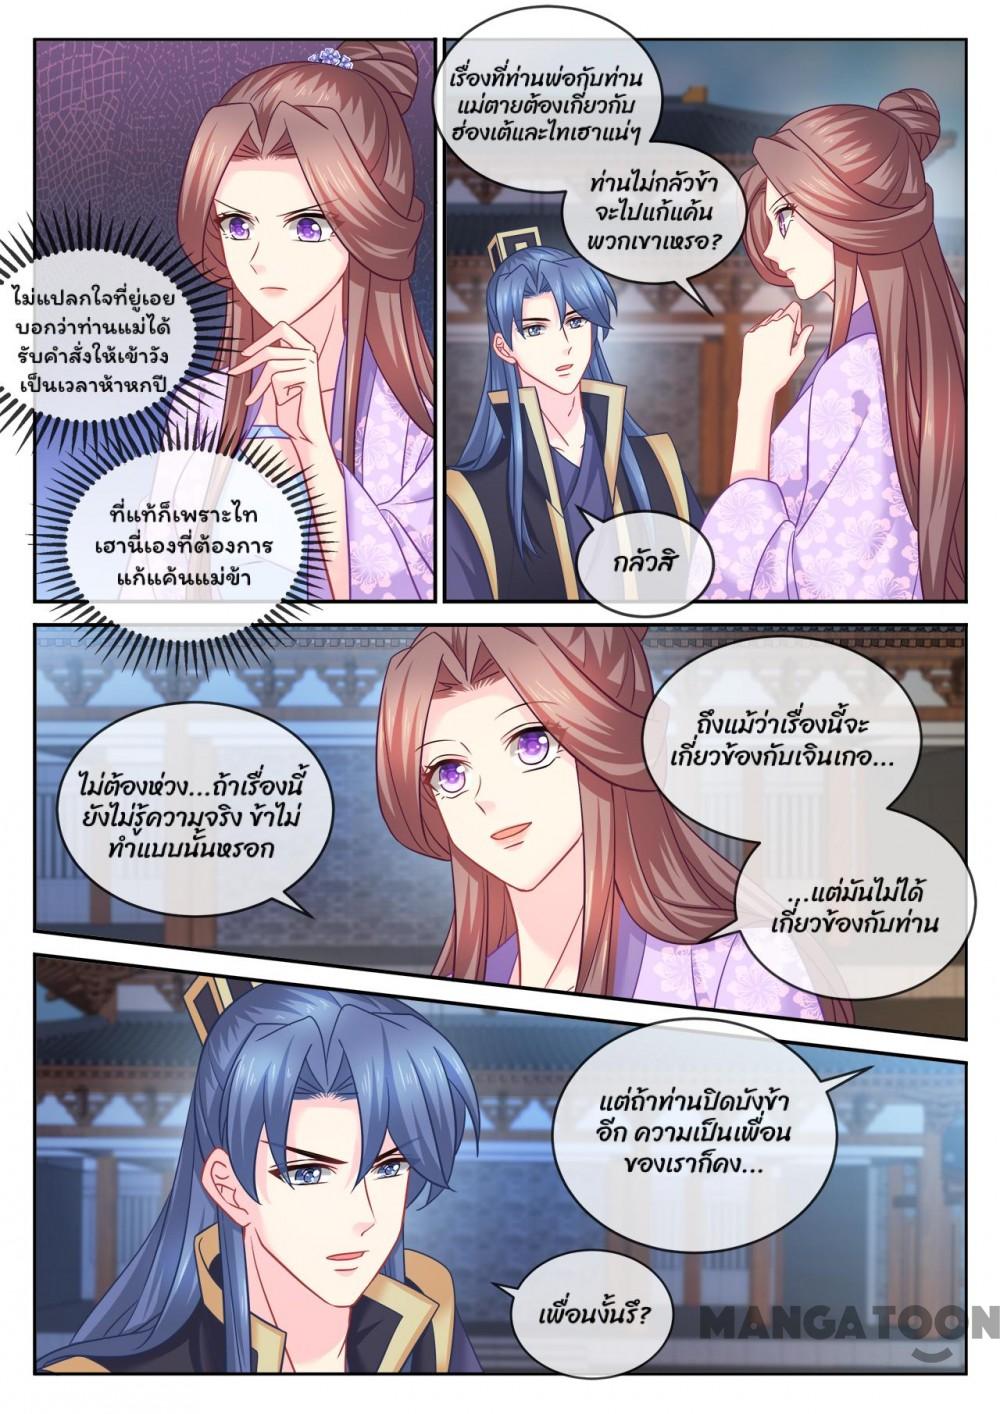 ไม่แปลกใจที่ยู่เอย
บอกว่าท่านแม่ได้
รับคำสั่งให้เข้าวัง
เป็นเวลาห้าหกปี
ที่แท้ก็เพราะไท
เฮานี่เองที่ต้องการ
แก้แค้นแม่ข้า
เรื่องที่ท่านพ่อกับท่าน
แม่ตายต้องเกี่ยวกับ
ฮ่องเต้และไทเฮาแน่ๆ
ท่านไม่กลัวข้า
จะไปแก้แค้น
พวกเขาเหรอ?
กลัวสิ
ไม่ต้องห่วง...ถ้าเรื่องนี้
ยังไม่รู้ความจริง ข้าไม่
ทำแบบนั้นหรอก
ถึงแม้ว่าเรื่องนี้จะ
เกี่ยวข้องกับเจินเกอ...
...แต่มันไม่ได้
เกี่ยวข้องกับท่าน
แต่ถ้าท่านปิดบังข้า
อีก ความเป็นเพื่อน
ของเราก็คง...
เพื่อนงั้นรึ?
MANGATOON